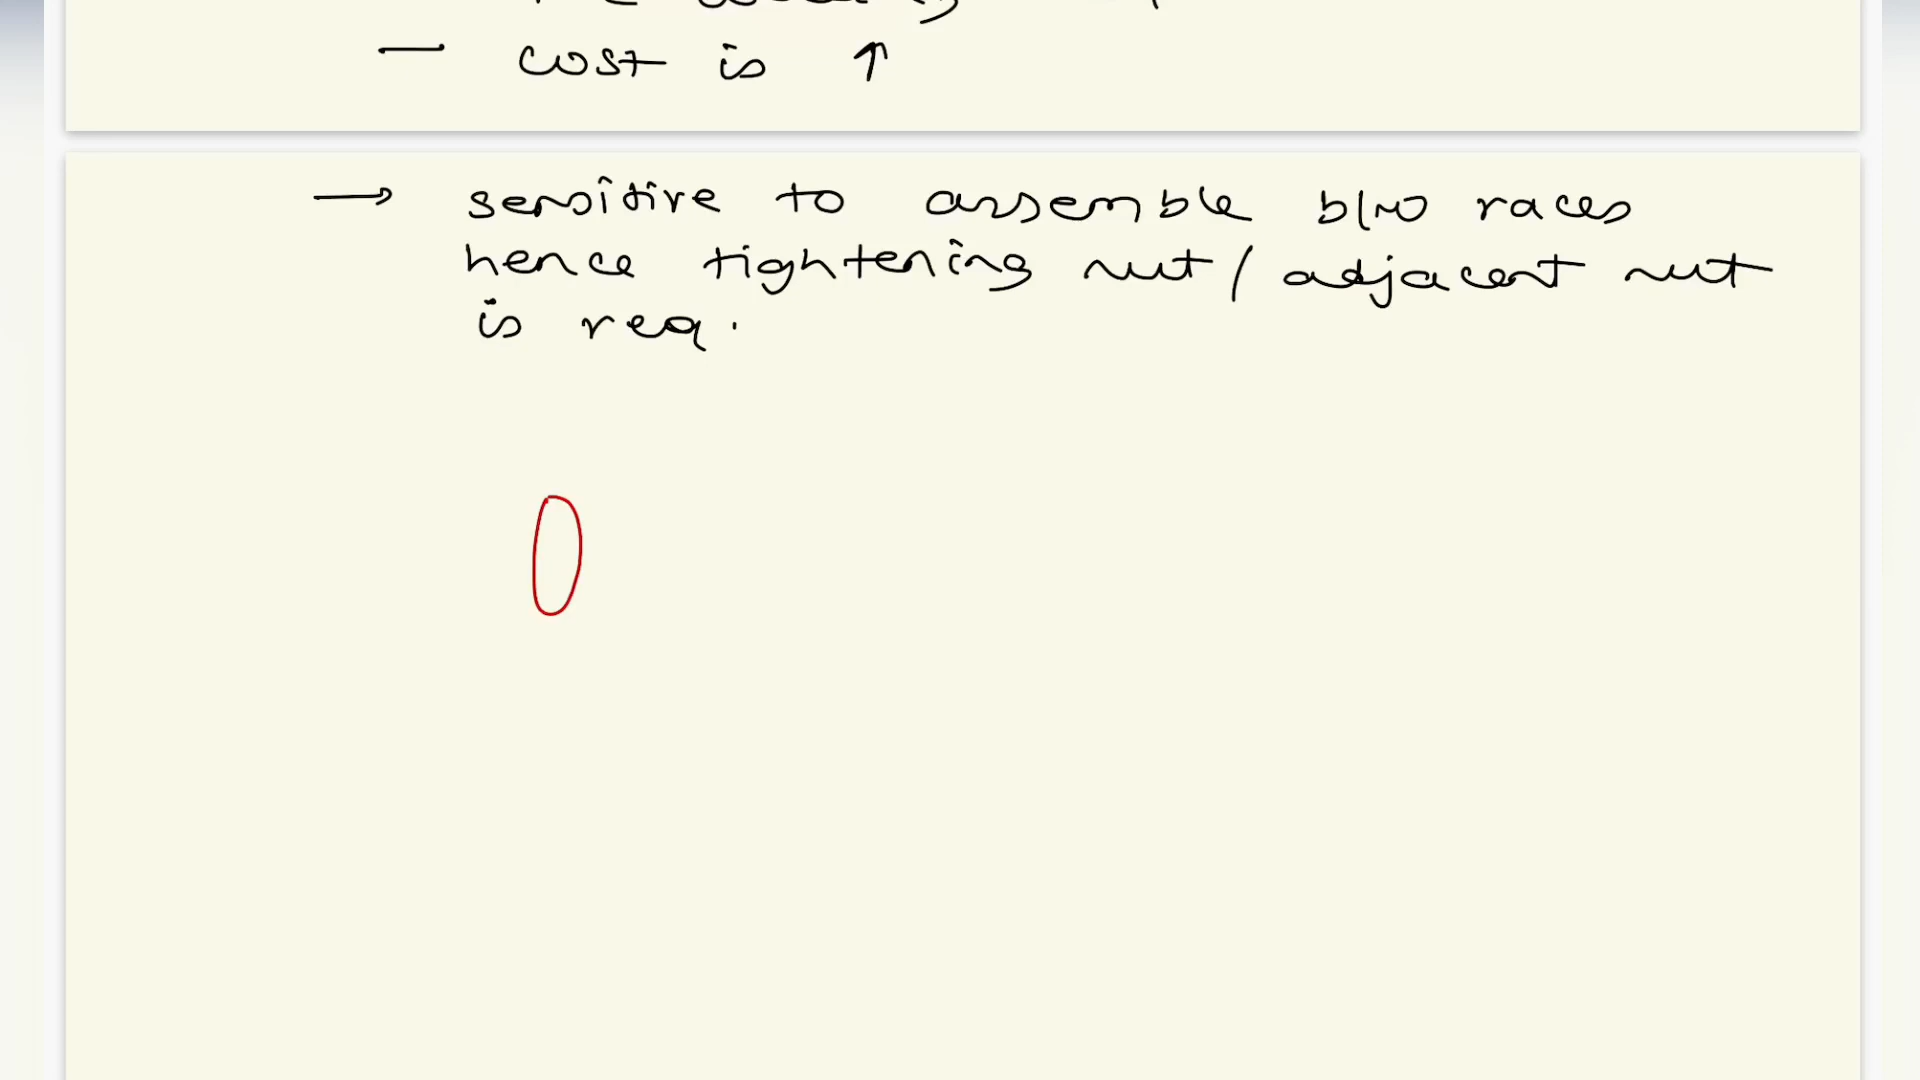 — cost is ↑
→ sensitive to assemble b/w races
hence tightening nut / adjacent nut
is req.